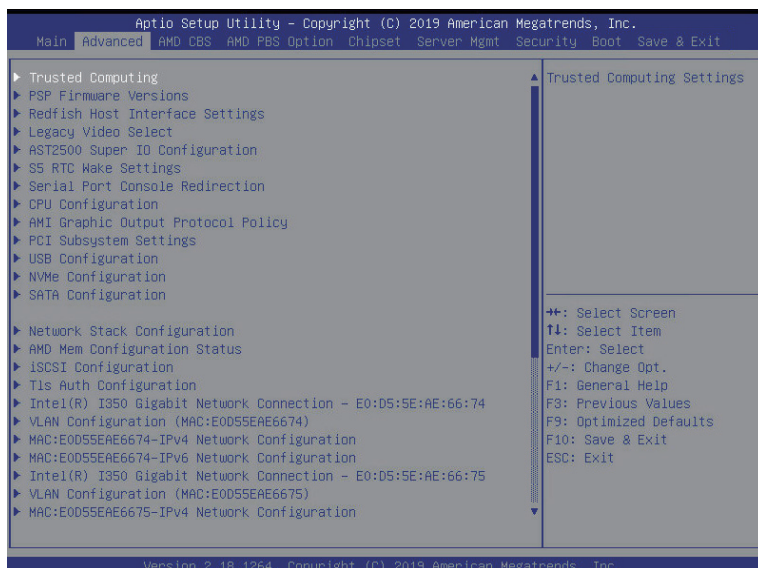 Aptio Setup Utility – Copyright (C) 2019 American Megatrends, Inc.
Main Advanced AMD CBS AMD PBS Option Chipset Server Mgmt Security Boot Save & Exit
Trusted Computing
PSP Firmware Versions
Redfish Host Interface Settings
Legacy Video Select
AST2500 Super IO Configuration
S5 RTC Wake Settings
Serial Port Console Redirection
CPU Configuration
AMI Graphic Output Protocol Policy
PCI Subsystem Settings
USB Configuration
NVMe Configuration
SATA Configuration
Network Stack Configuration
AMD Mem Configuration Status
iSCSI Configuration
Tls Auth Configuration
Intel(R) I350 Gigabit Network Connection – E0:D5:5E:AE:66:74
VLAN Configuration (MAC:E0D55EAE6674)
MAC:E0D55EAE6674-IPv4 Network Configuration
MAC:E0D55EAE6674-IPv6 Network Configuration
Intel(R) I350 Gigabit Network Connection – E0:D5:5E:AE:66:75
VLAN Configuration (MAC:E0D55EAE6675)
MAC:E0D55EAE6675-IPv4 Network Configuration
Trusted Computing Settings
→←: Select Screen
↑↓: Select Item
Enter: Select
+/-: Change Opt.
F1: General Help
F3: Previous Values
F9: Optimized Defaults
F10: Save & Exit
ESC: Exit
Version 2.18.1264. Copyright (C) 2019 American Megatrends, Inc.